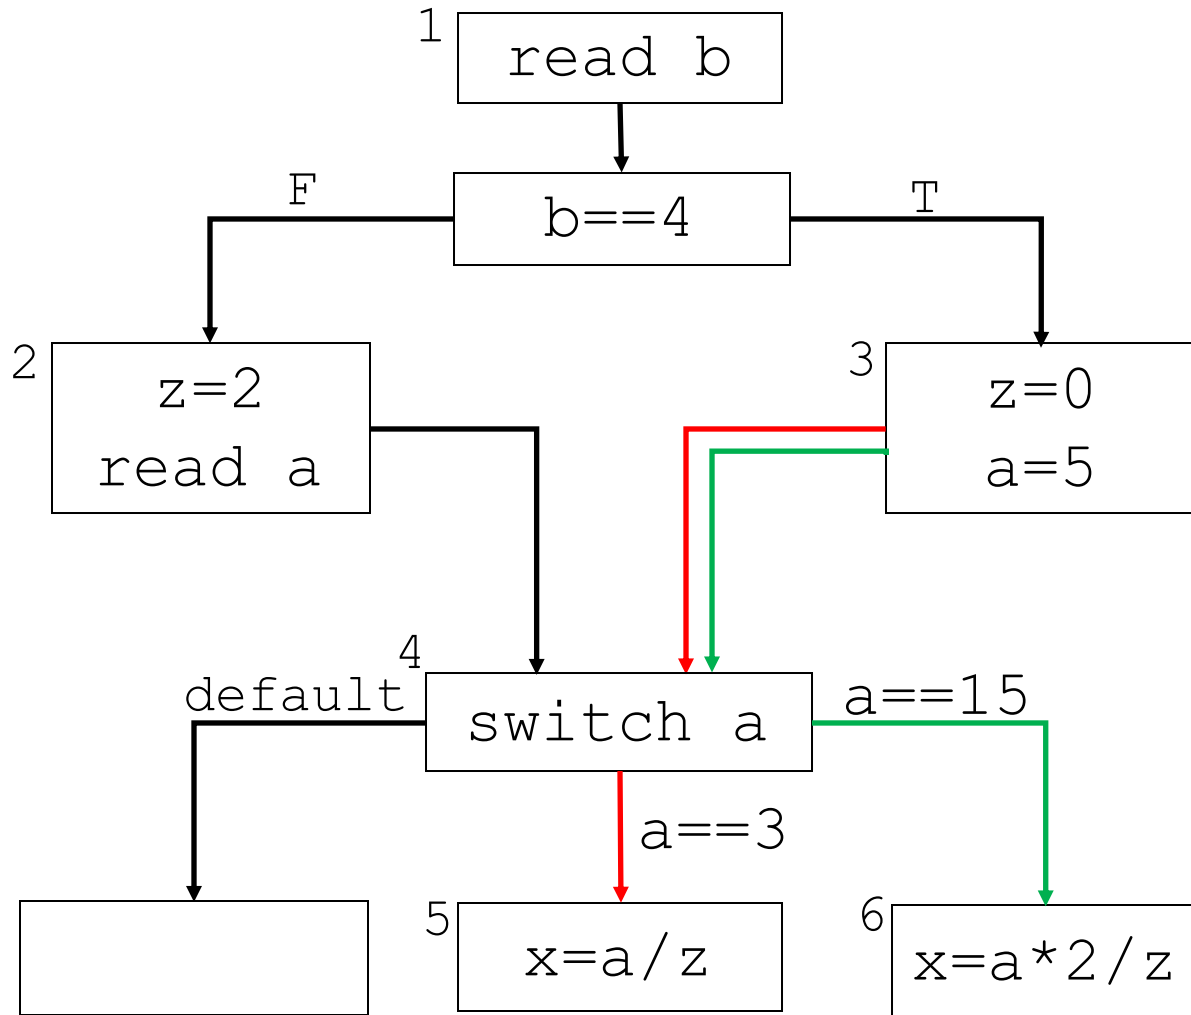 1
read b
F
b==4
T
2
z=2
read a
3
z=0
a=5
4
default
switch a
a==15
a==3
5
x=a/z
6
x=a*2/z